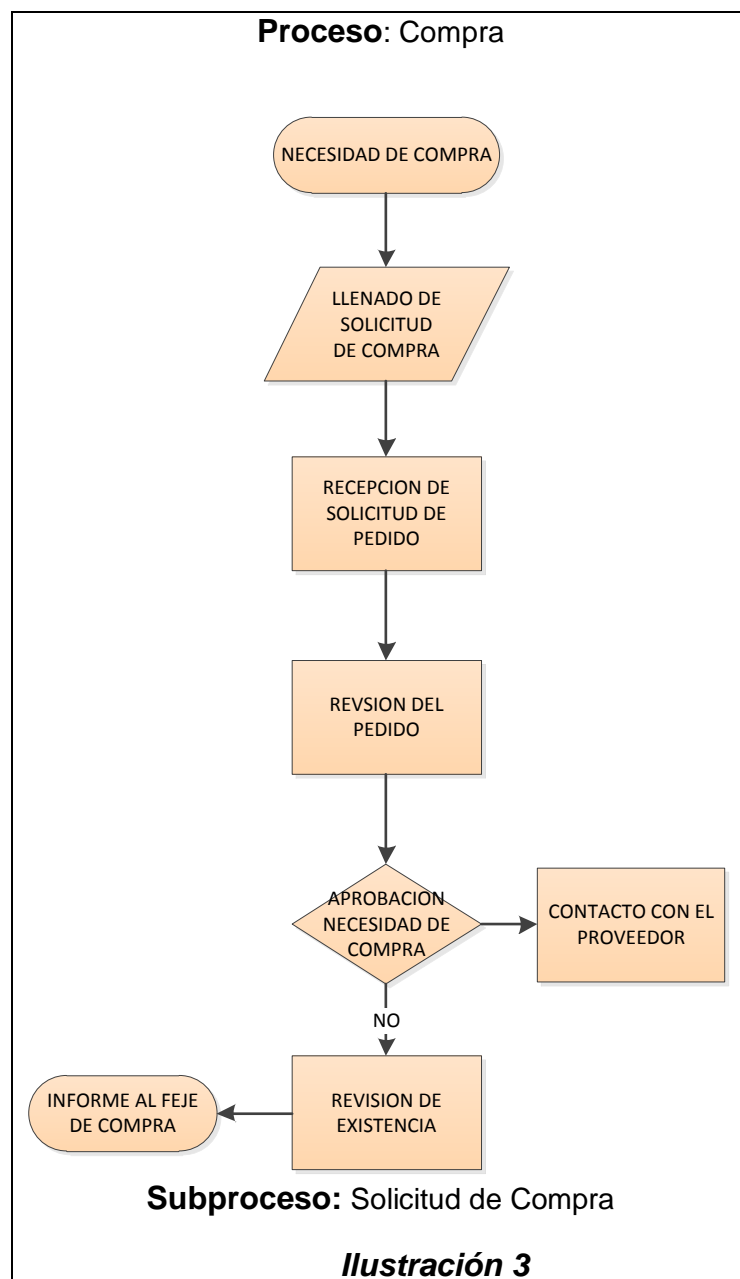 Proceso: Compra
NECESIDAD DE COMPRA
LLENADO DE
SOLICITUD
DE COMPRA
RECEPCION DE
SOLICITUD DE
PEDIDO
REVSION DEL
PEDIDO
APROBACION
NECESIDAD DE
COMPRA
CONTACTO CON EL
PROVEEDOR
NO
REVISION DE
EXISTENCIA
INFORME AL FEJE
DE COMPRA
Subproceso: Solicitud de Compra
Ilustración 3